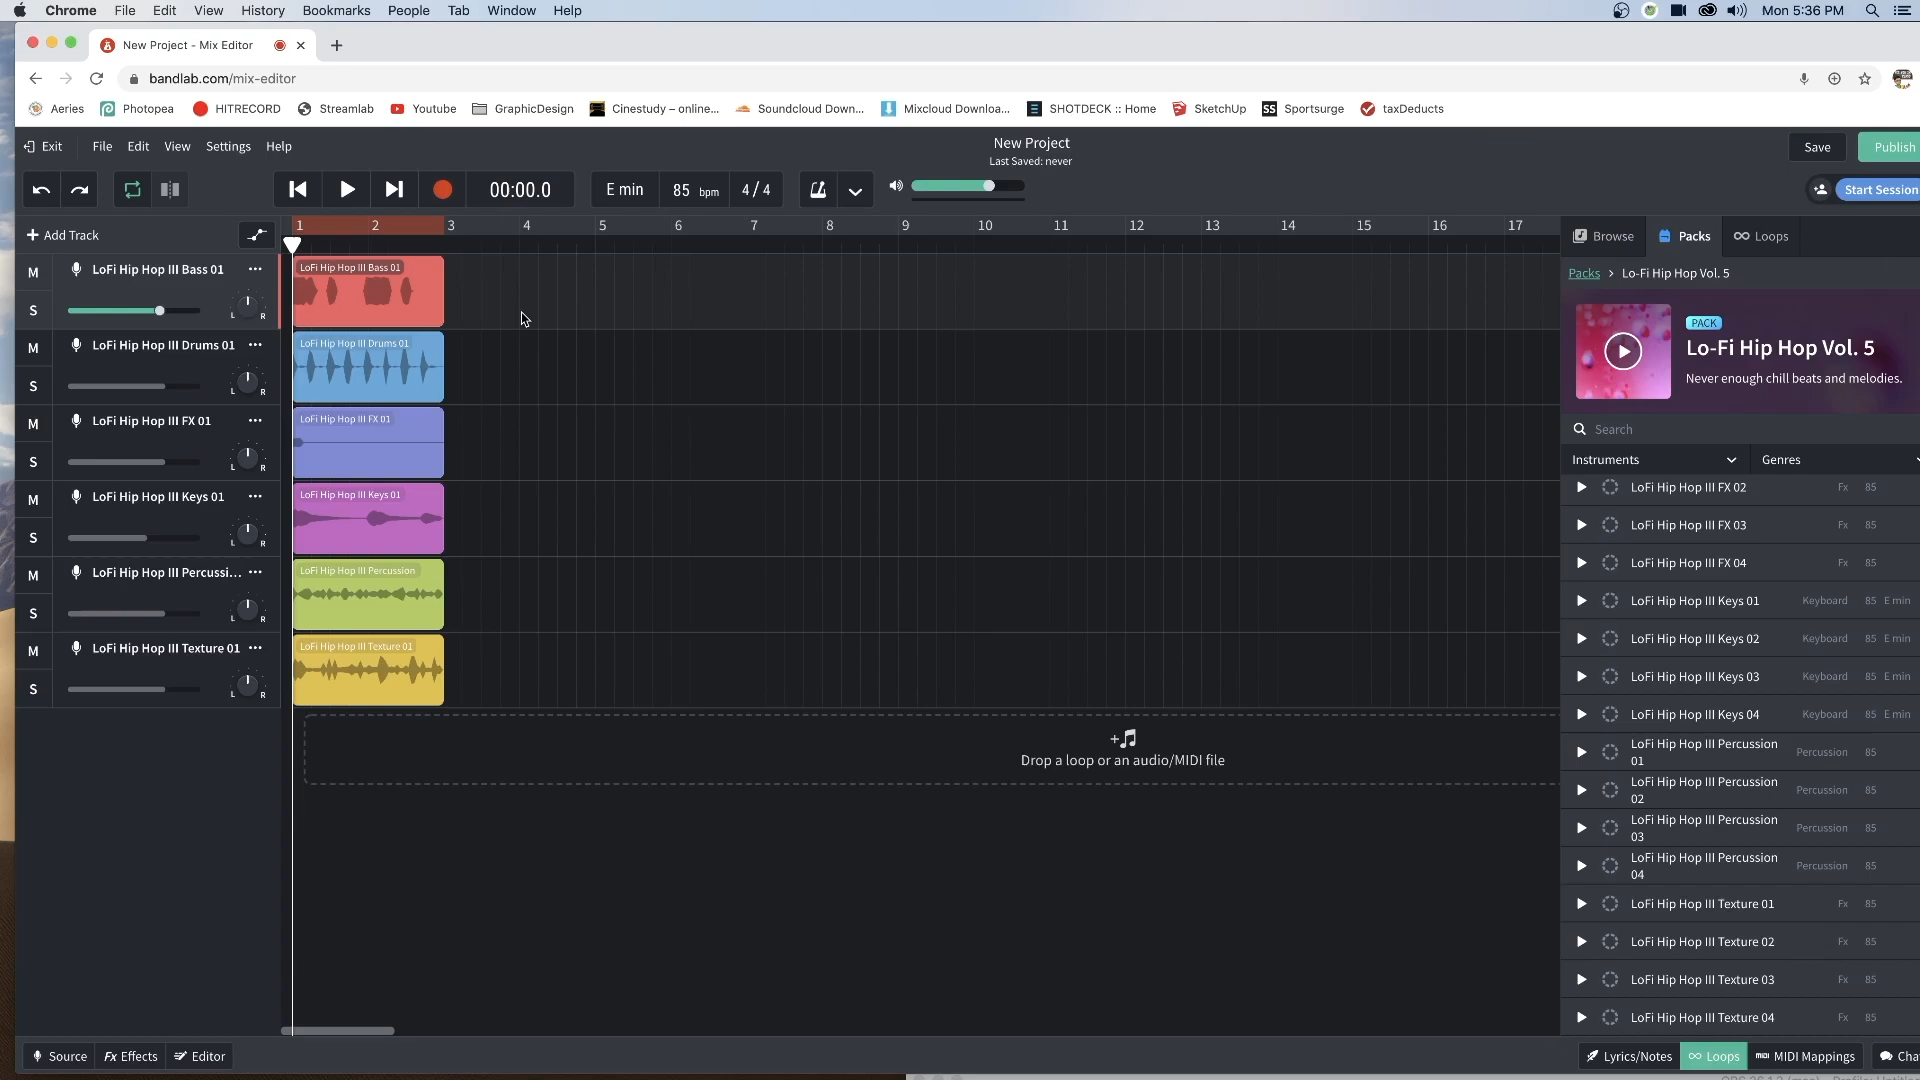 Chrome File Edit View History Bookmarks People Tab Window Help Mon 5:36 PM
New Project - Mix Editor
bandlab.com/mix-editor
Aeries Photopea HITRECORD Streamlab Youtube GraphicDesign Cinestudy – online... Soundcloud Down... Mixcloud Downloa... SHOTDECK :: Home SketchUp SS Sportsurge taxDeducts
Exit File Edit View Settings Help
New Project
Last Saved: never
Save Publish
00:00.0 E min 85 bpm 4 / 4
Start Session
+ Add Track
1 2 3 4 5 6 7 8 9 10 11 12 13 14 15 16 17
M LoFi Hip Hop III Bass 01 ···
S L R
LoFi Hip Hop III Bass 01
M LoFi Hip Hop III Drums 01 ···
S L R
LoFi Hip Hop III Drums 01
M LoFi Hip Hop III FX 01 ···
S L R
LoFi Hip Hop III FX 01
M LoFi Hip Hop III Keys 01 ···
S L R
LoFi Hip Hop III Keys 01
M LoFi Hip Hop III Percussi... ···
S L R
LoFi Hip Hop III Percussion
M LoFi Hip Hop III Texture 01 ···
S L R
LoFi Hip Hop III Texture 01
Drop a loop or an audio/MIDI file
Browse Packs Loops
Packs > Lo-Fi Hip Hop Vol. 5
PACK
Lo-Fi Hip Hop Vol. 5
Never enough chill beats and melodies.
Search
Instruments Genres
LoFi Hip Hop III FX 02 Fx 85
LoFi Hip Hop III FX 03 Fx 85
LoFi Hip Hop III FX 04 Fx 85
LoFi Hip Hop III Keys 01 Keyboard 85 E min
LoFi Hip Hop III Keys 02 Keyboard 85 E min
LoFi Hip Hop III Keys 03 Keyboard 85 E min
LoFi Hip Hop III Keys 04 Keyboard 85 E min
LoFi Hip Hop III Percussion
01 Percussion 85
LoFi Hip Hop III Percussion
02 Percussion 85
LoFi Hip Hop III Percussion
03 Percussion 85
LoFi Hip Hop III Percussion
04 Percussion 85
LoFi Hip Hop III Texture 01 Fx 85
LoFi Hip Hop III Texture 02 Fx 85
LoFi Hip Hop III Texture 03 Fx 85
LoFi Hip Hop III Texture 04 Fx 85
Source Fx Effects Editor
Lyrics/Notes Loops MIDI MIDI Mappings Cha